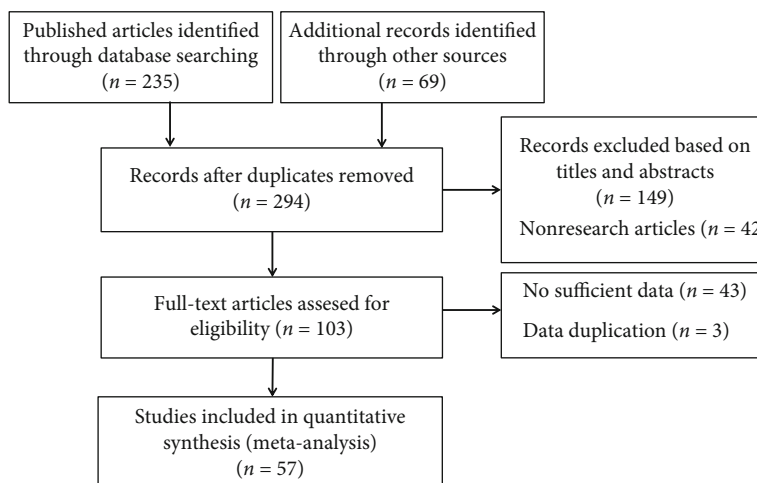 Published articles identified
through database searching
(n = 235)
Additional records identified
through other sources
(n = 69)
Records after duplicates removed
(n = 294)
Records excluded based on
titles and abstracts
(n = 149)
Nonresearch articles (n = 42
Full-text articles assesed for
eligibility (n = 103)
No sufficient data (n = 43)
Data duplication (n = 3)
Studies included in quantitative
synthesis (meta-analysis)
(n = 57)